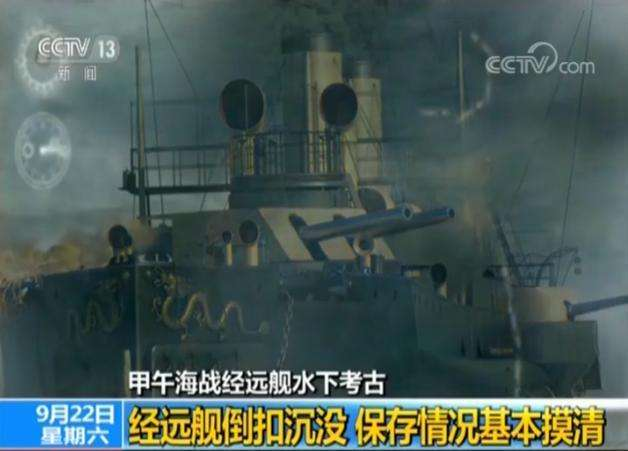 CCTV 13
新闻
CCTV.com
甲午海战经远舰水下考古
9月22日
星期六
经远舰倒扣沉没 保存情况基本摸清